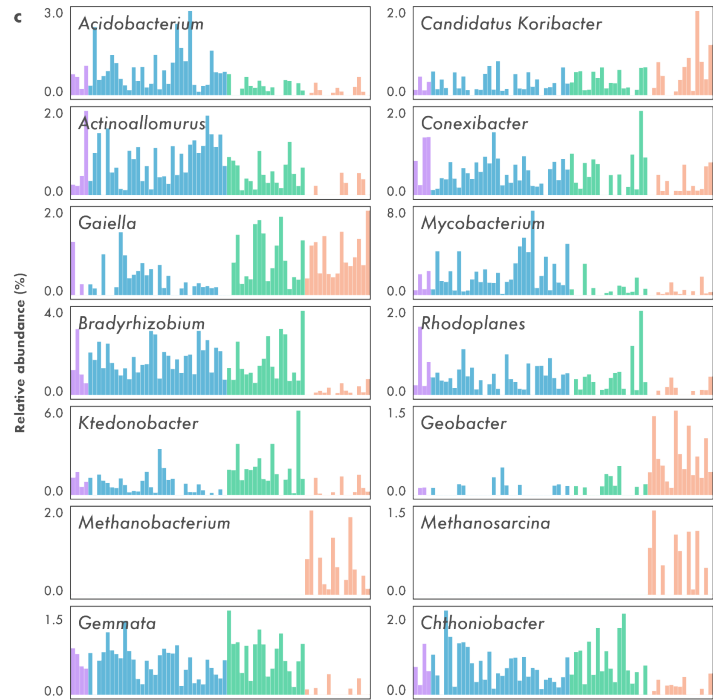 c
Relative abundance (%)
3.0
Acidobacterium
0.0
2.0
Candidatus Koribacter
0.0
2.0
Actinoallomurus
0.0
2.0
Conexibacter
0.0
2.0
Gaiella
0.0
8.0
Mycobacterium
0.0
4.0
Bradyrhizobium
0.0
2.0
Rhodoplanes
0.0
6.0
Ktedonobacter
0.0
1.5
Geobacter
0.0
2.0
Methanobacterium
0.0
1.5
Methanosarcina
0.0
1.5
Gemmata
0.0
2.0
Chthoniobacter
0.0